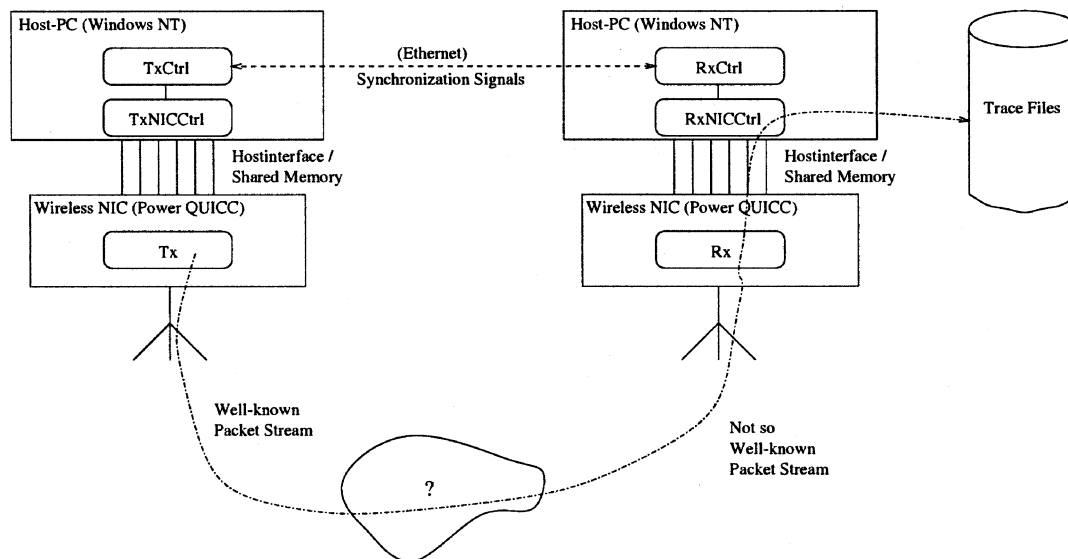 Host-PC (Windows NT)
TxCtrl
TxNICCtrl
(Ethernet)
Synchronization Signals
Host-PC (Windows NT)
RxCtrl
RxNICCtrl
Trace Files
Hostinterface /
Shared Memory
Hostinterface /
Shared Memory
Wireless NIC (Power QUICC)
Tx
Wireless NIC (Power QUICC)
Rx
Well-known
Packet Stream
Not so
Well-known
Packet Stream
?